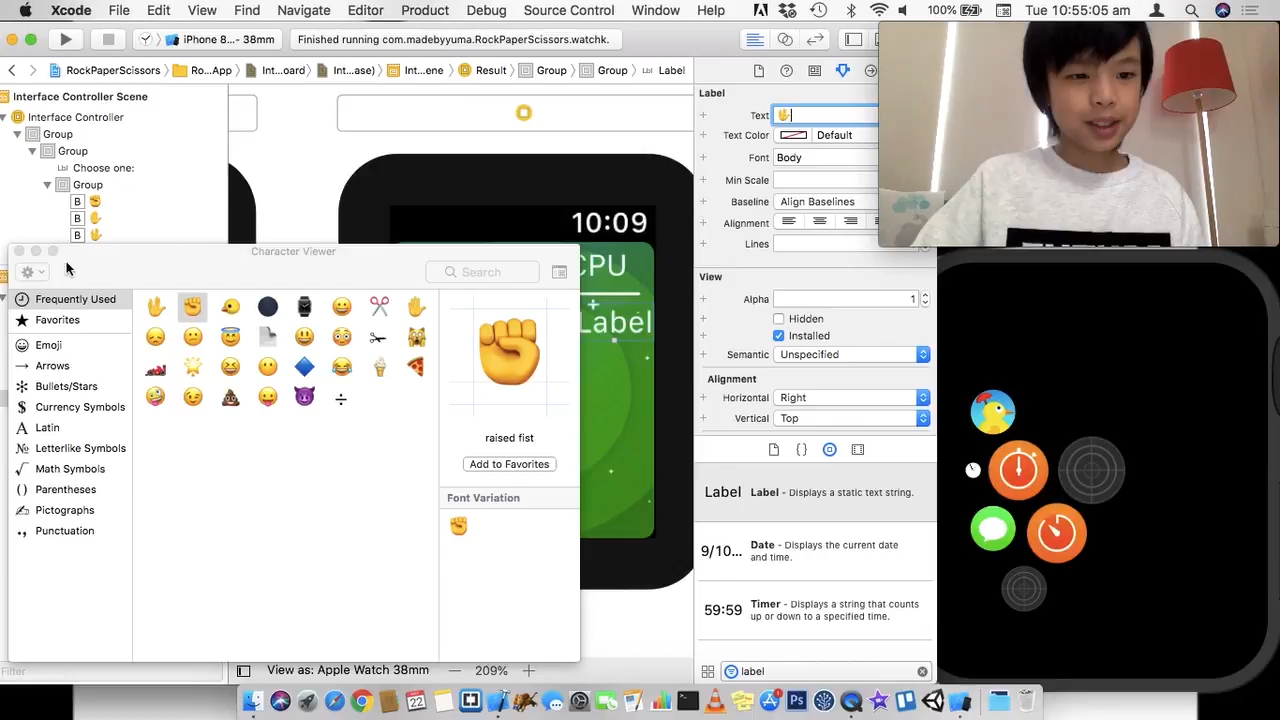 Xcode File Edit View Find Character Navigate Editor Product Debug Source Control Window Help 100% Tue 10:55:05 am
iPhone 8...- 38mm Finished running com.madebyyuma.RockPaperScissors.watchk.
RockPaperScissors Ro...App Int...oard Int...ase) Int...ene Result Group Group Lbl Label
Interface Controller Scene
Interface Controller
Group
Group
Lbl Choose one:
Group
B ✊
B ✋
B 🖖
10:09
CPU
Label
Character Viewer
Search
Frequently Used
Favorites
Emoji
Arrows
Bullets/Stars
Currency Symbols
Latin
Letterlike Symbols
Math Symbols
Parentheses
Pictographs
Punctuation
raised fist
Add to Favorites
Font Variation
Label
Text 🖖
Text Color Default
Font Body
Min Scale
Baseline Align Baselines
Alignment
Lines
View
Alpha 1
Hidden
Installed
Semantic Unspecified
Alignment
Horizontal Right
Vertical Top
Label Label - Displays a static text string.
9/10... Date - Displays the current date
and time.
59:59 Timer - Displays a string that counts
up or down to a specified time.
Filter
View as: Apple Watch 38mm 209%
label
22
Ps